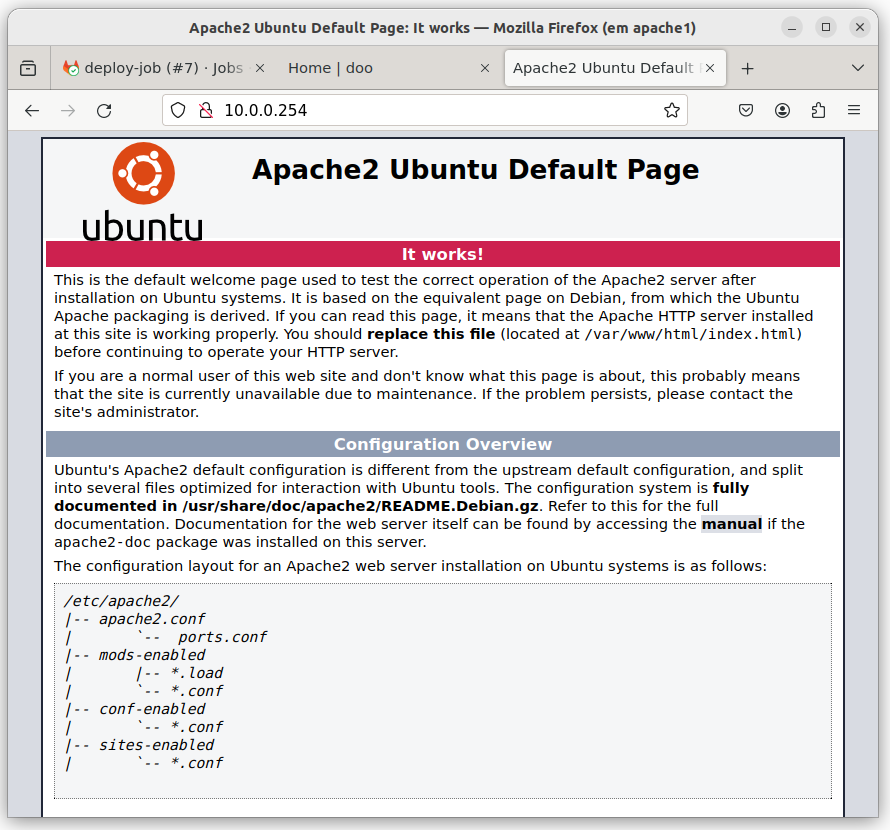 Apache2 Ubuntu Default Page: It works — Mozilla Firefox (em apache1)
deploy-job (#7) · Jobs
Home | doo
Apache2 Ubuntu Default
10.0.0.254
ubuntu
Apache2 Ubuntu Default Page
It works!
This is the default welcome page used to test the correct operation of the Apache2 server after
installation on Ubuntu systems. It is based on the equivalent page on Debian, from which the Ubuntu
Apache packaging is derived. If you can read this page, it means that the Apache HTTP server installed
at this site is working properly. You should replace this file (located at /var/www/html/index.html)
before continuing to operate your HTTP server.
If you are a normal user of this web site and don't know what this page is about, this probably means
that the site is currently unavailable due to maintenance. If the problem persists, please contact the
site's administrator.
Configuration Overview
Ubuntu's Apache2 default configuration is different from the upstream default configuration, and split
into several files optimized for interaction with Ubuntu tools. The configuration system is fully
documented in /usr/share/doc/apache2/README.Debian.gz. Refer to this for the full
documentation. Documentation for the web server itself can be found by accessing the manual if the
apache2-doc package was installed on this server.
The configuration layout for an Apache2 web server installation on Ubuntu systems is as follows:
/etc/apache2/
|-- apache2.conf
|       `--  ports.conf
|-- mods-enabled
|       |-- *.load
|       `-- *.conf
|-- conf-enabled
|       `-- *.conf
|-- sites-enabled
|       `-- *.conf